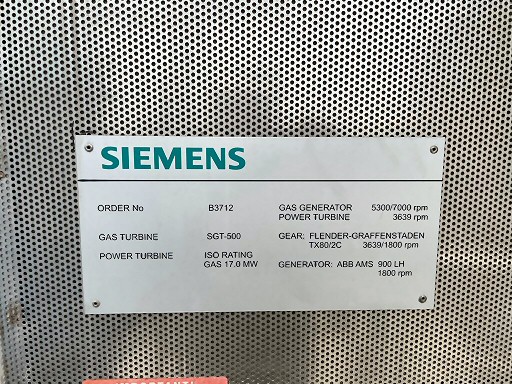 SIEMENS
ORDER No B3712
GAS TURBINE SGT-500
POWER TURBINE ISO RATING
GAS 17.0 MW
GAS GENERATOR 5300/7000 rpm
POWER TURBINE 3639 rpm
GEAR: FLENDER-GRAFFENSTADEN
TX80/2C 3639/1800 rpm
GENERATOR: ABB AMS 900 LH
1800 rpm